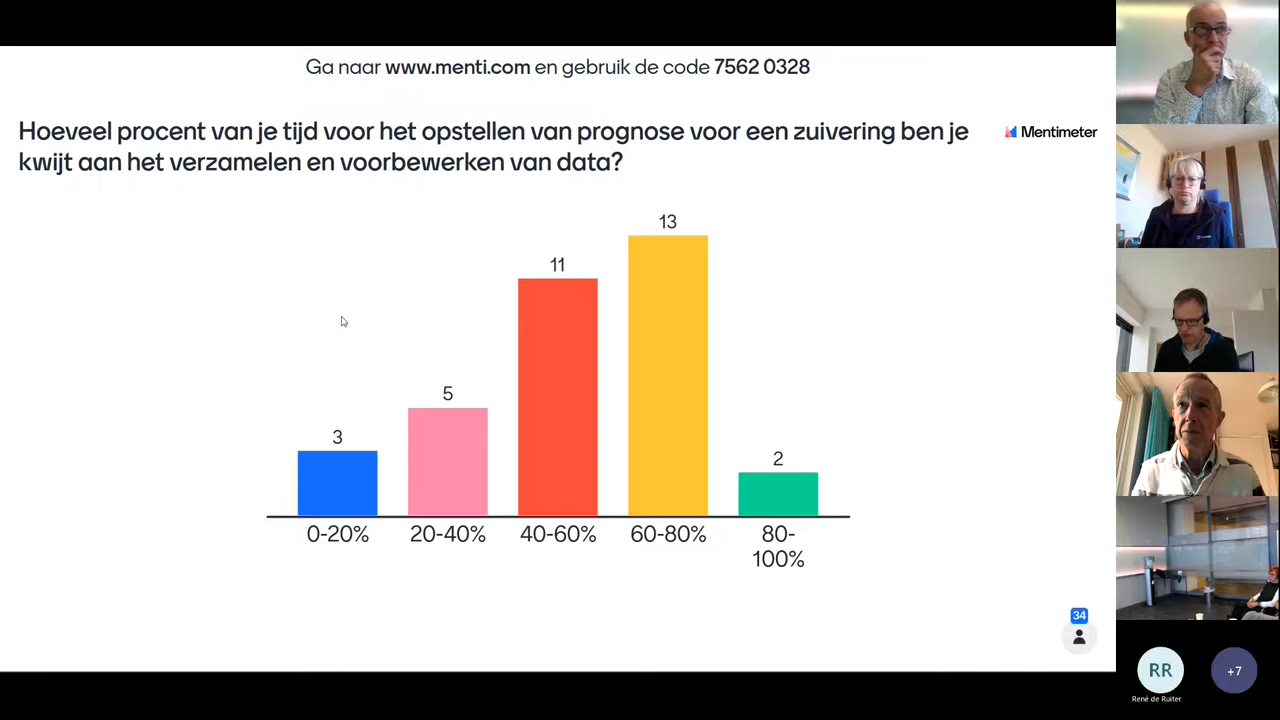 Ga naar www.menti.com en gebruik de code 7562 0328
Hoeveel procent van je tijd voor het opstellen van prognose voor een zuivering ben je
kwijt aan het verzamelen en voorbewerken van data?
Mentimeter
3
5
11
13
2
0-20%
20-40%
40-60%
60-80%
80-
100%
34
RR
+7
René de Ruiter